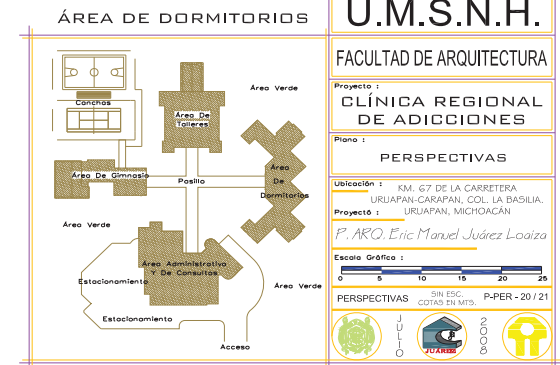 ÁREA DE DORMITORIOS
Canchas
Área Verde
Área De
Talleres
Área De Gimnasio
Pasillo
Área
De
Dormitorios
Área Verde
Área Administrativa
Y De Consultas
Estacionamiento
Área Verde
Estacionamiento
Acceso
U.M.S.N.H.
FACULTAD DE ARQUITECTURA
Proyecto :
CLÍNICA REGIONAL
DE ADICCIONES
Plano :
PERSPECTIVAS
Ubicación :
KM. 67 DE LA CARRETERA
URUAPAN-CARAPAN, COL. LA BASILIA.
URUAPAN, MICHOACÁN
Proyectó :
P. ARQ. Eric Manuel Juárez Loaiza
Escala Gráfica :
0 5 10 15 20 25
PERSPECTIVAS
SIN ESC.
COTAS EN MTS.
P-PER - 20 / 21
JULIO
JUÁREZ
2008